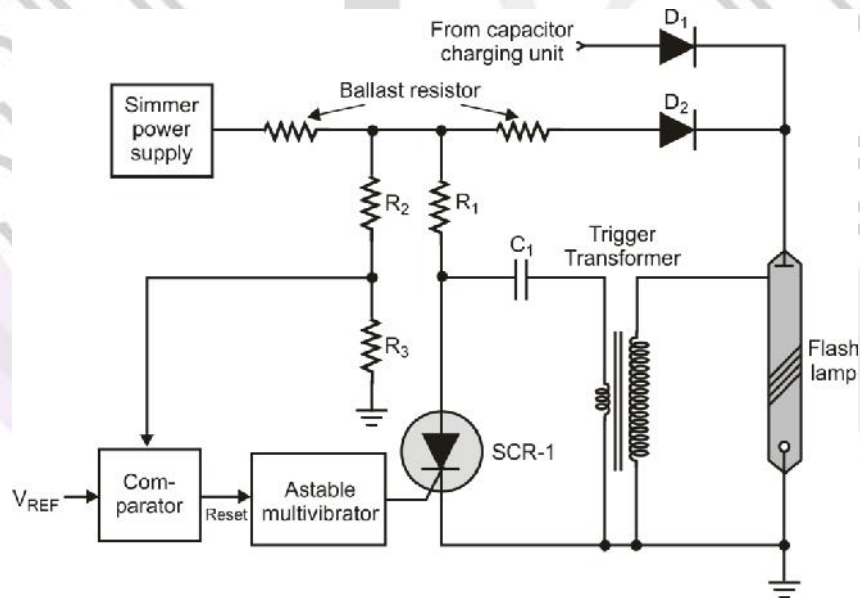 From capacitor
charging unit
D1
Ballast resistor
Simmer
power
supply
D2
R2
R1
C1
Trigger
Transformer
R3
Flash
lamp
SCR-1
VREF
Com-
parator
Reset
Astable
multivibrator